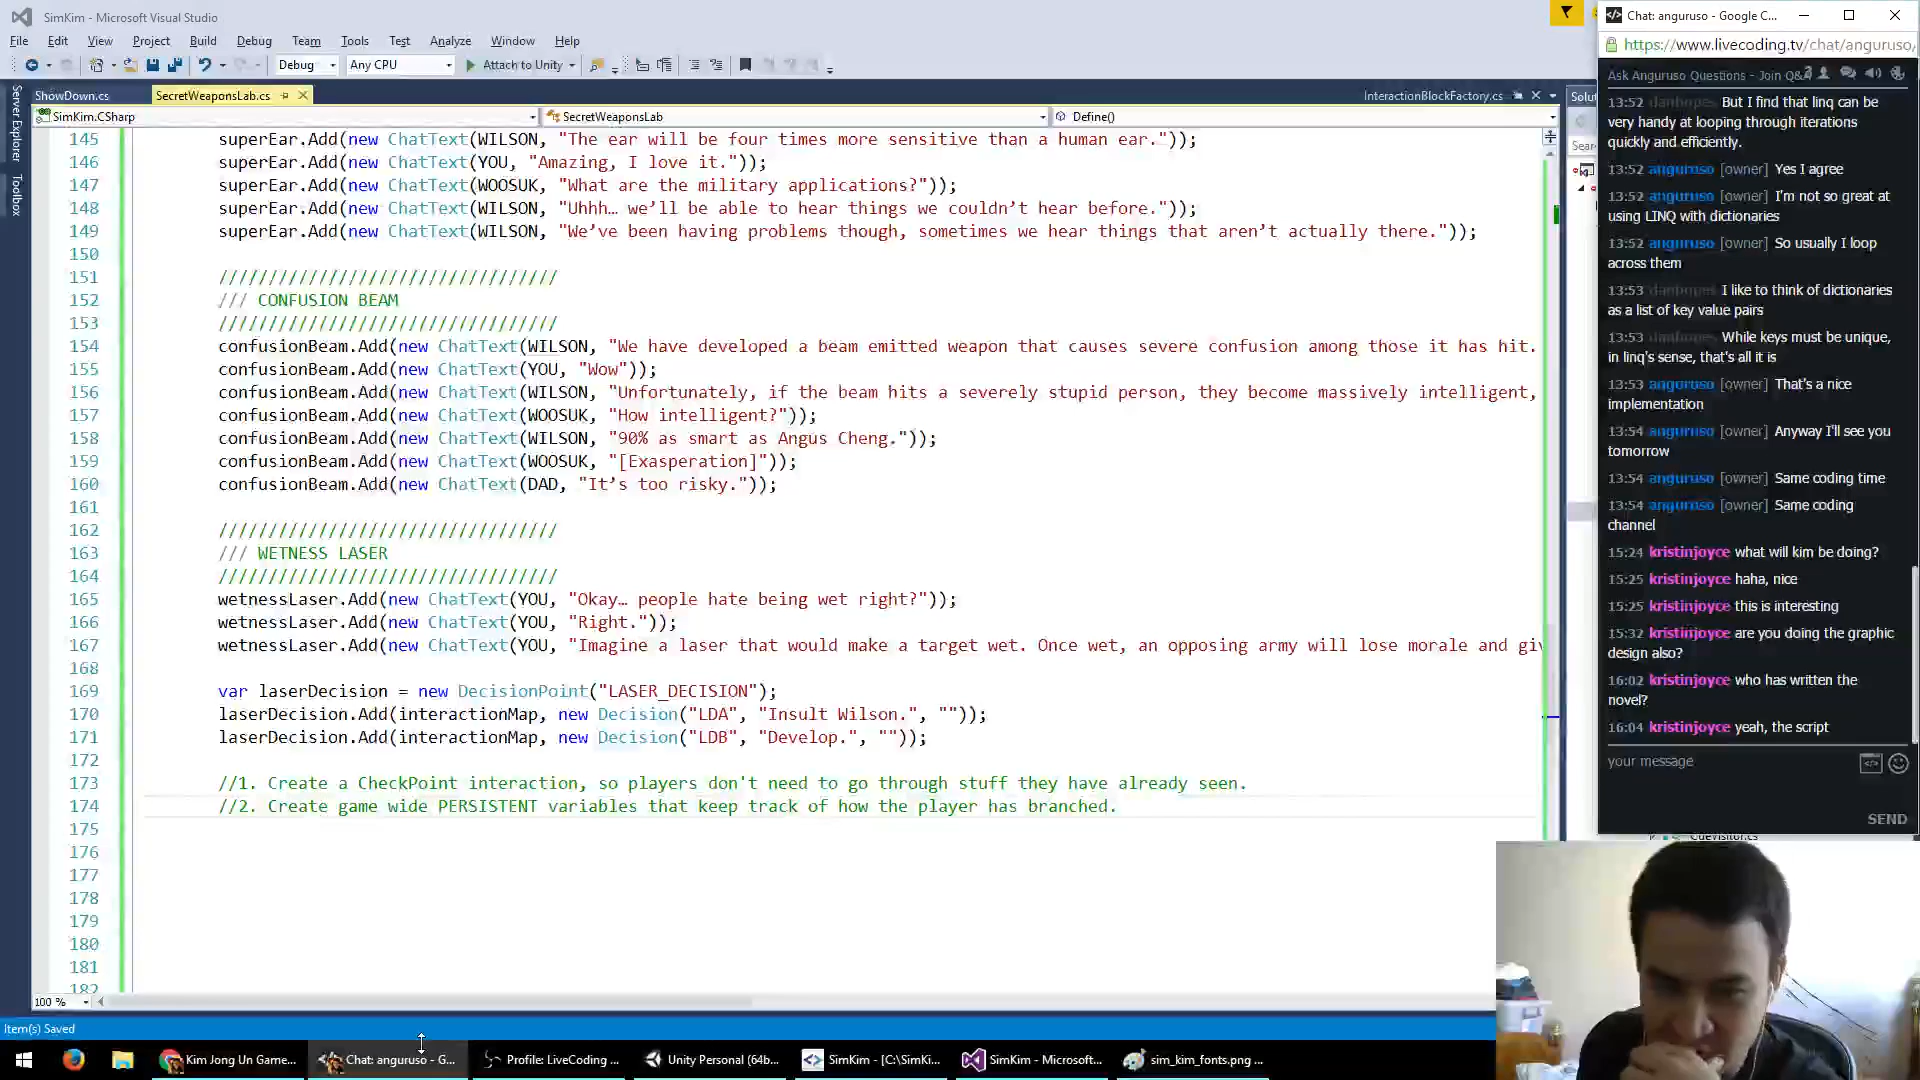 SimKim - Microsoft Visual Studio
File Edit View Project Build Debug Team Tools Test Analyze Window Help
Debug Any CPU Attach to Unity
ShowDown.cs SecretWeaponsLab.cs InteractionBlockFactory.cs
SimKim.CSharp SecretWeaponsLab Define()
Server Explorer
Toolbox
145 superEar.Add(new ChatText(WILSON, "The ear will be four times more sensitive than a human ear."));
146 superEar.Add(new ChatText(YOU, "Amazing, I love it."));
147 superEar.Add(new ChatText(WOOSUK, "What are the military applications?"));
148 superEar.Add(new ChatText(WILSON, "Uhhh… we’ll be able to hear things we couldn’t hear before."));
149 superEar.Add(new ChatText(WILSON, "We’ve been having problems though, sometimes we hear things that aren’t actually there."));
150
151 //////////////////////////////////
152 /// CONFUSION BEAM
153 //////////////////////////////////
154 confusionBeam.Add(new ChatText(WILSON, "We have developed a beam emitted weapon that causes severe confusion among those it has hit.
155 confusionBeam.Add(new ChatText(YOU, "Wow"));
156 confusionBeam.Add(new ChatText(WILSON, "Unfortunately, if the beam hits a severely stupid person, they become massively intelligent,
157 confusionBeam.Add(new ChatText(WOOSUK, "How intelligent?"));
158 confusionBeam.Add(new ChatText(WILSON, "90% as smart as Angus Cheng."));
159 confusionBeam.Add(new ChatText(WOOSUK, "[Exasperation]"));
160 confusionBeam.Add(new ChatText(DAD, "It’s too risky."));
161
162 //////////////////////////////////
163 /// WETNESS LASER
164 //////////////////////////////////
165 wetnessLaser.Add(new ChatText(YOU, "Okay… people hate being wet right?"));
166 wetnessLaser.Add(new ChatText(YOU, "Right."));
167 wetnessLaser.Add(new ChatText(YOU, "Imagine a laser that would make a target wet. Once wet, an opposing army will lose morale and giv
168
169 var laserDecision = new DecisionPoint("LASER_DECISION");
170 laserDecision.Add(interactionMap, new Decision("LDA", "Insult Wilson.", ""));
171 laserDecision.Add(interactionMap, new Decision("LDB", "Develop.", ""));
172
173 //1. Create a CheckPoint interaction, so players don't need to go through stuff they have already seen.
174 //2. Create game wide PERSISTENT variables that keep track of how the player has branched.
175
176
177
178
179
180
181
182
100 %
Item(s) Saved
Kim Jong Un Game... Chat: anguruso - G... Profile: LiveCoding ... Unity Personal (64b... SimKim - [C:\SimKi... SimKim - Microsoft... sim_kim_fonts.png ...
Chat: anguruso - Google C...
https://www.livecoding.tv/chat/anguruso/
Ask Anguruso Questions - Join Q&A
13:52 danhopes But I find that linq can be
very handy at looping through iterations
quickly and efficiently.
13:52 anguruso [owner] Yes I agree
13:52 anguruso [owner] I'm not so great at
using LINQ with dictionaries
13:52 anguruso [owner] So usually I loop
across them
13:53 danhopes I like to think of dictionaries
as a list of key value pairs
13:53 danhopes While keys must be unique,
in linq's sense, that's all it is
13:53 anguruso [owner] That's a nice
implementation
13:54 anguruso [owner] Anyway I'll see you
tomorrow
13:54 anguruso [owner] Same coding time
13:54 anguruso [owner] Same coding
channel
15:24 kristinjoyce what will kim be doing?
15:25 kristinjoyce haha, nice
15:25 kristinjoyce this is interesting
15:32 kristinjoyce are you doing the graphic
design also?
16:02 kristinjoyce who has written the
novel?
16:04 kristinjoyce yeah, the script
your message
SEND
Solu
Sear